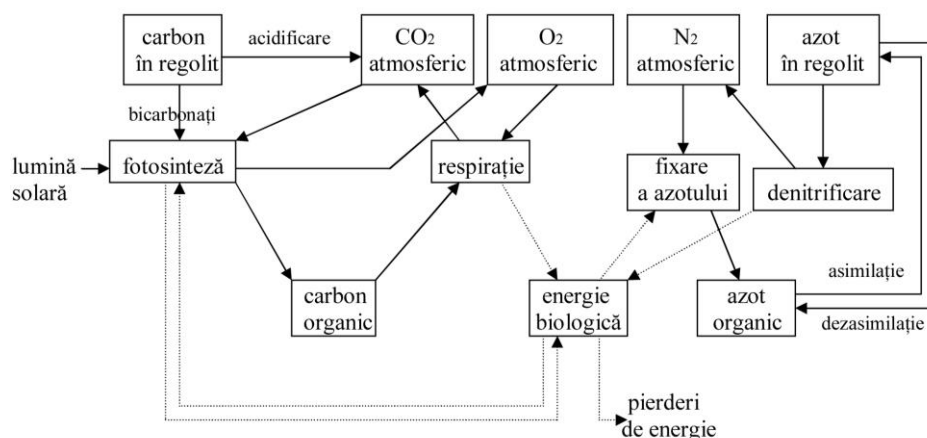 carbon
în regolit
acidificare
CO2
atmosferic
O2
atmosferic
N2
atmosferic
azot
în regolit
bicarbonați
lumină
solară
fotosinteză
respirație
fixare
a azotului
denitrificare
carbon
organic
energie
biologică
azot
organic
asimilație
dezasimilație
pierderi
de energie